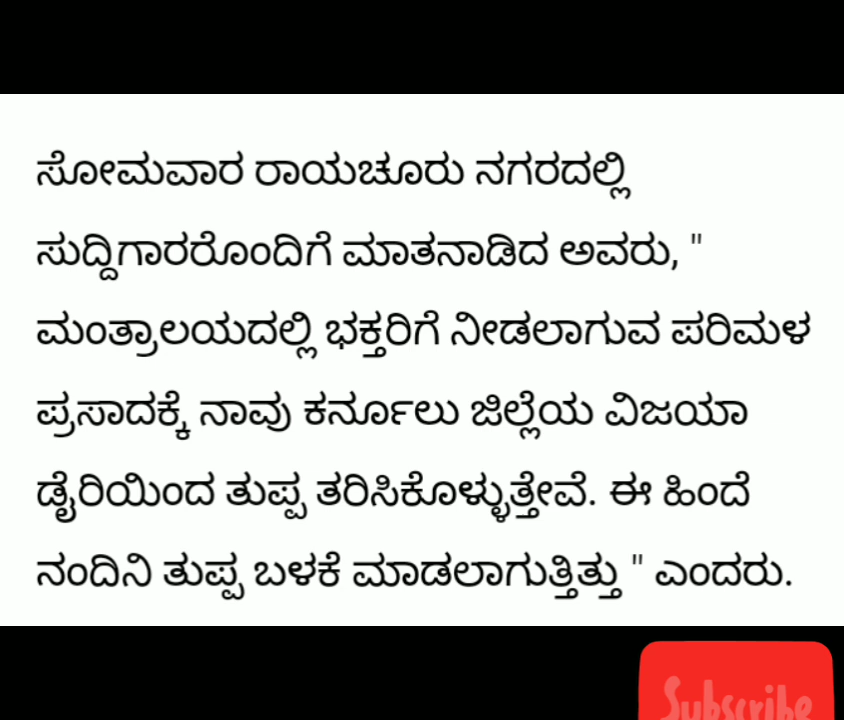 ಸೋಮವಾರ ರಾಯಚೂರು ನಗರದಲ್ಲಿ
ಸುದ್ದಿಗಾರರೊಂದಿಗೆ ಮಾತನಾಡಿದ ಅವರು, "
ಮಂತ್ರಾಲಯದಲ್ಲಿ ಭಕ್ತರಿಗೆ ನೀಡಲಾಗುವ ಪರಿಮಳ
ಪ್ರಸಾದಕ್ಕೆ ನಾವು ಕರ್ನೂಲು ಜಿಲ್ಲೆಯ ವಿಜಯಾ
ಡೈರಿಯಿಂದ ತುಪ್ಪ ತರಿಸಿಕೊಳ್ಳುತ್ತೇವೆ. ಈ ಹಿಂದೆ
ನಂದಿನಿ ತುಪ್ಪ ಬಳಕೆ ಮಾಡಲಾಗುತ್ತಿತ್ತು " ಎಂದರು.
Subscribe